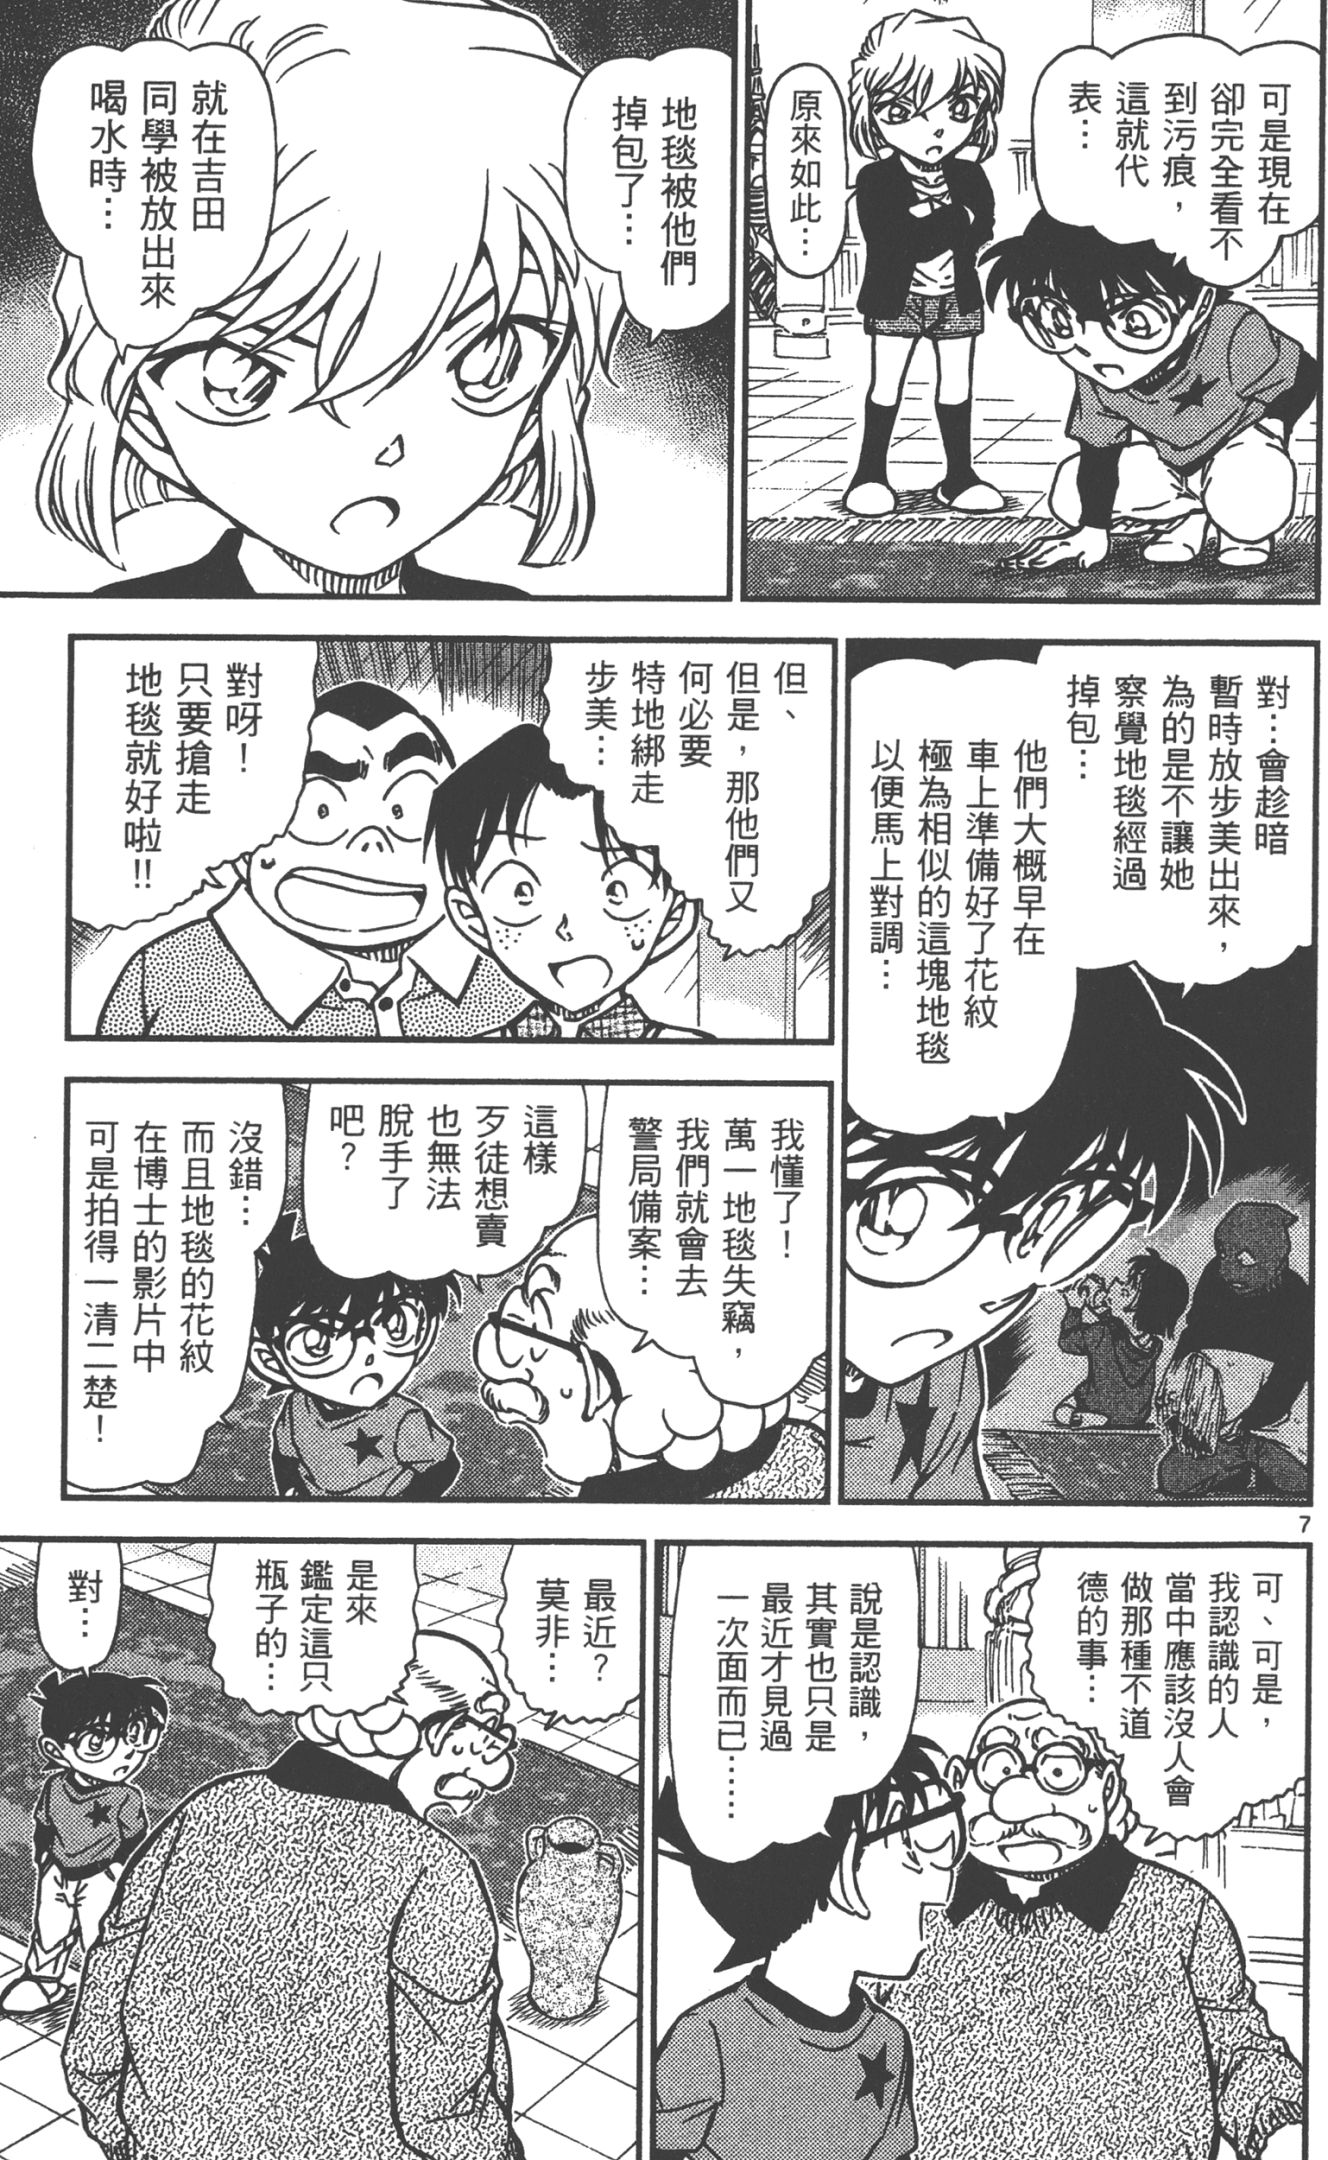 可是現在
卻完全看不
到污痕，
這就代
表…
原來如此…
地毯被他們
掉包了…
就在吉田
同學被放出來
喝水時…
對…會趁暗
暫時放步美出來，
為的是不讓她
察覺地毯經過
掉包…
他們大概早在
車上準備好了花紋
極為相似的這塊地毯
以便馬上對調…
但、
但是，那他們又
何必要
特地綁走
步美…
對呀！
只要搶走
地毯就好啦!!
我懂了！
萬一地毯失竊，
我們就會去
警局備案…
這樣
歹徒想賣
也無法
脫手了
吧？
沒錯…
而且地毯的花紋
在博士的影片中
可是拍得一清二楚！
7
可、可是，
我認識的人
當中應該沒人會
做那種不道
德的事…
說是認識，
其實也只是
最近才見過
一次面而已……
最近？
莫非…
是來
鑑定這只
瓶子的…
對…